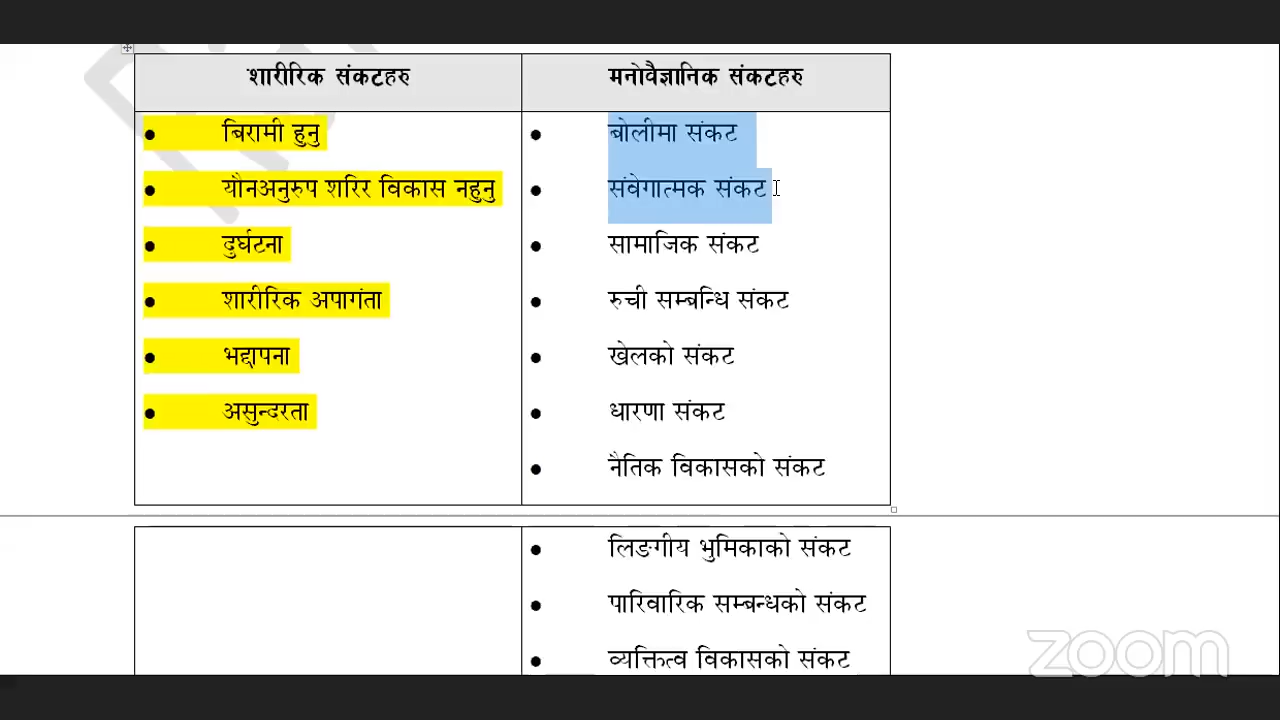 शारीरिक संकटहरु
मनोवैज्ञानिक संकटहरु
● बिरामी हुनु
● यौनअनुरुप शरिर विकास नहुनु
● दुर्घटना
● शारीरिक अपागंता
● भद्दापना
● असुन्दरता
● बोलीमा संकट
● संवेगात्मक संकट
● सामाजिक संकट
● रुची सम्बन्धि संकट
● खेलको संकट
● धारणा संकट
● नैतिक विकासको संकट
● लिङगीय भुमिकाको संकट
● पारिवारिक सम्बन्धको संकट
● व्यक्तित्व विकासको संकट
zoom